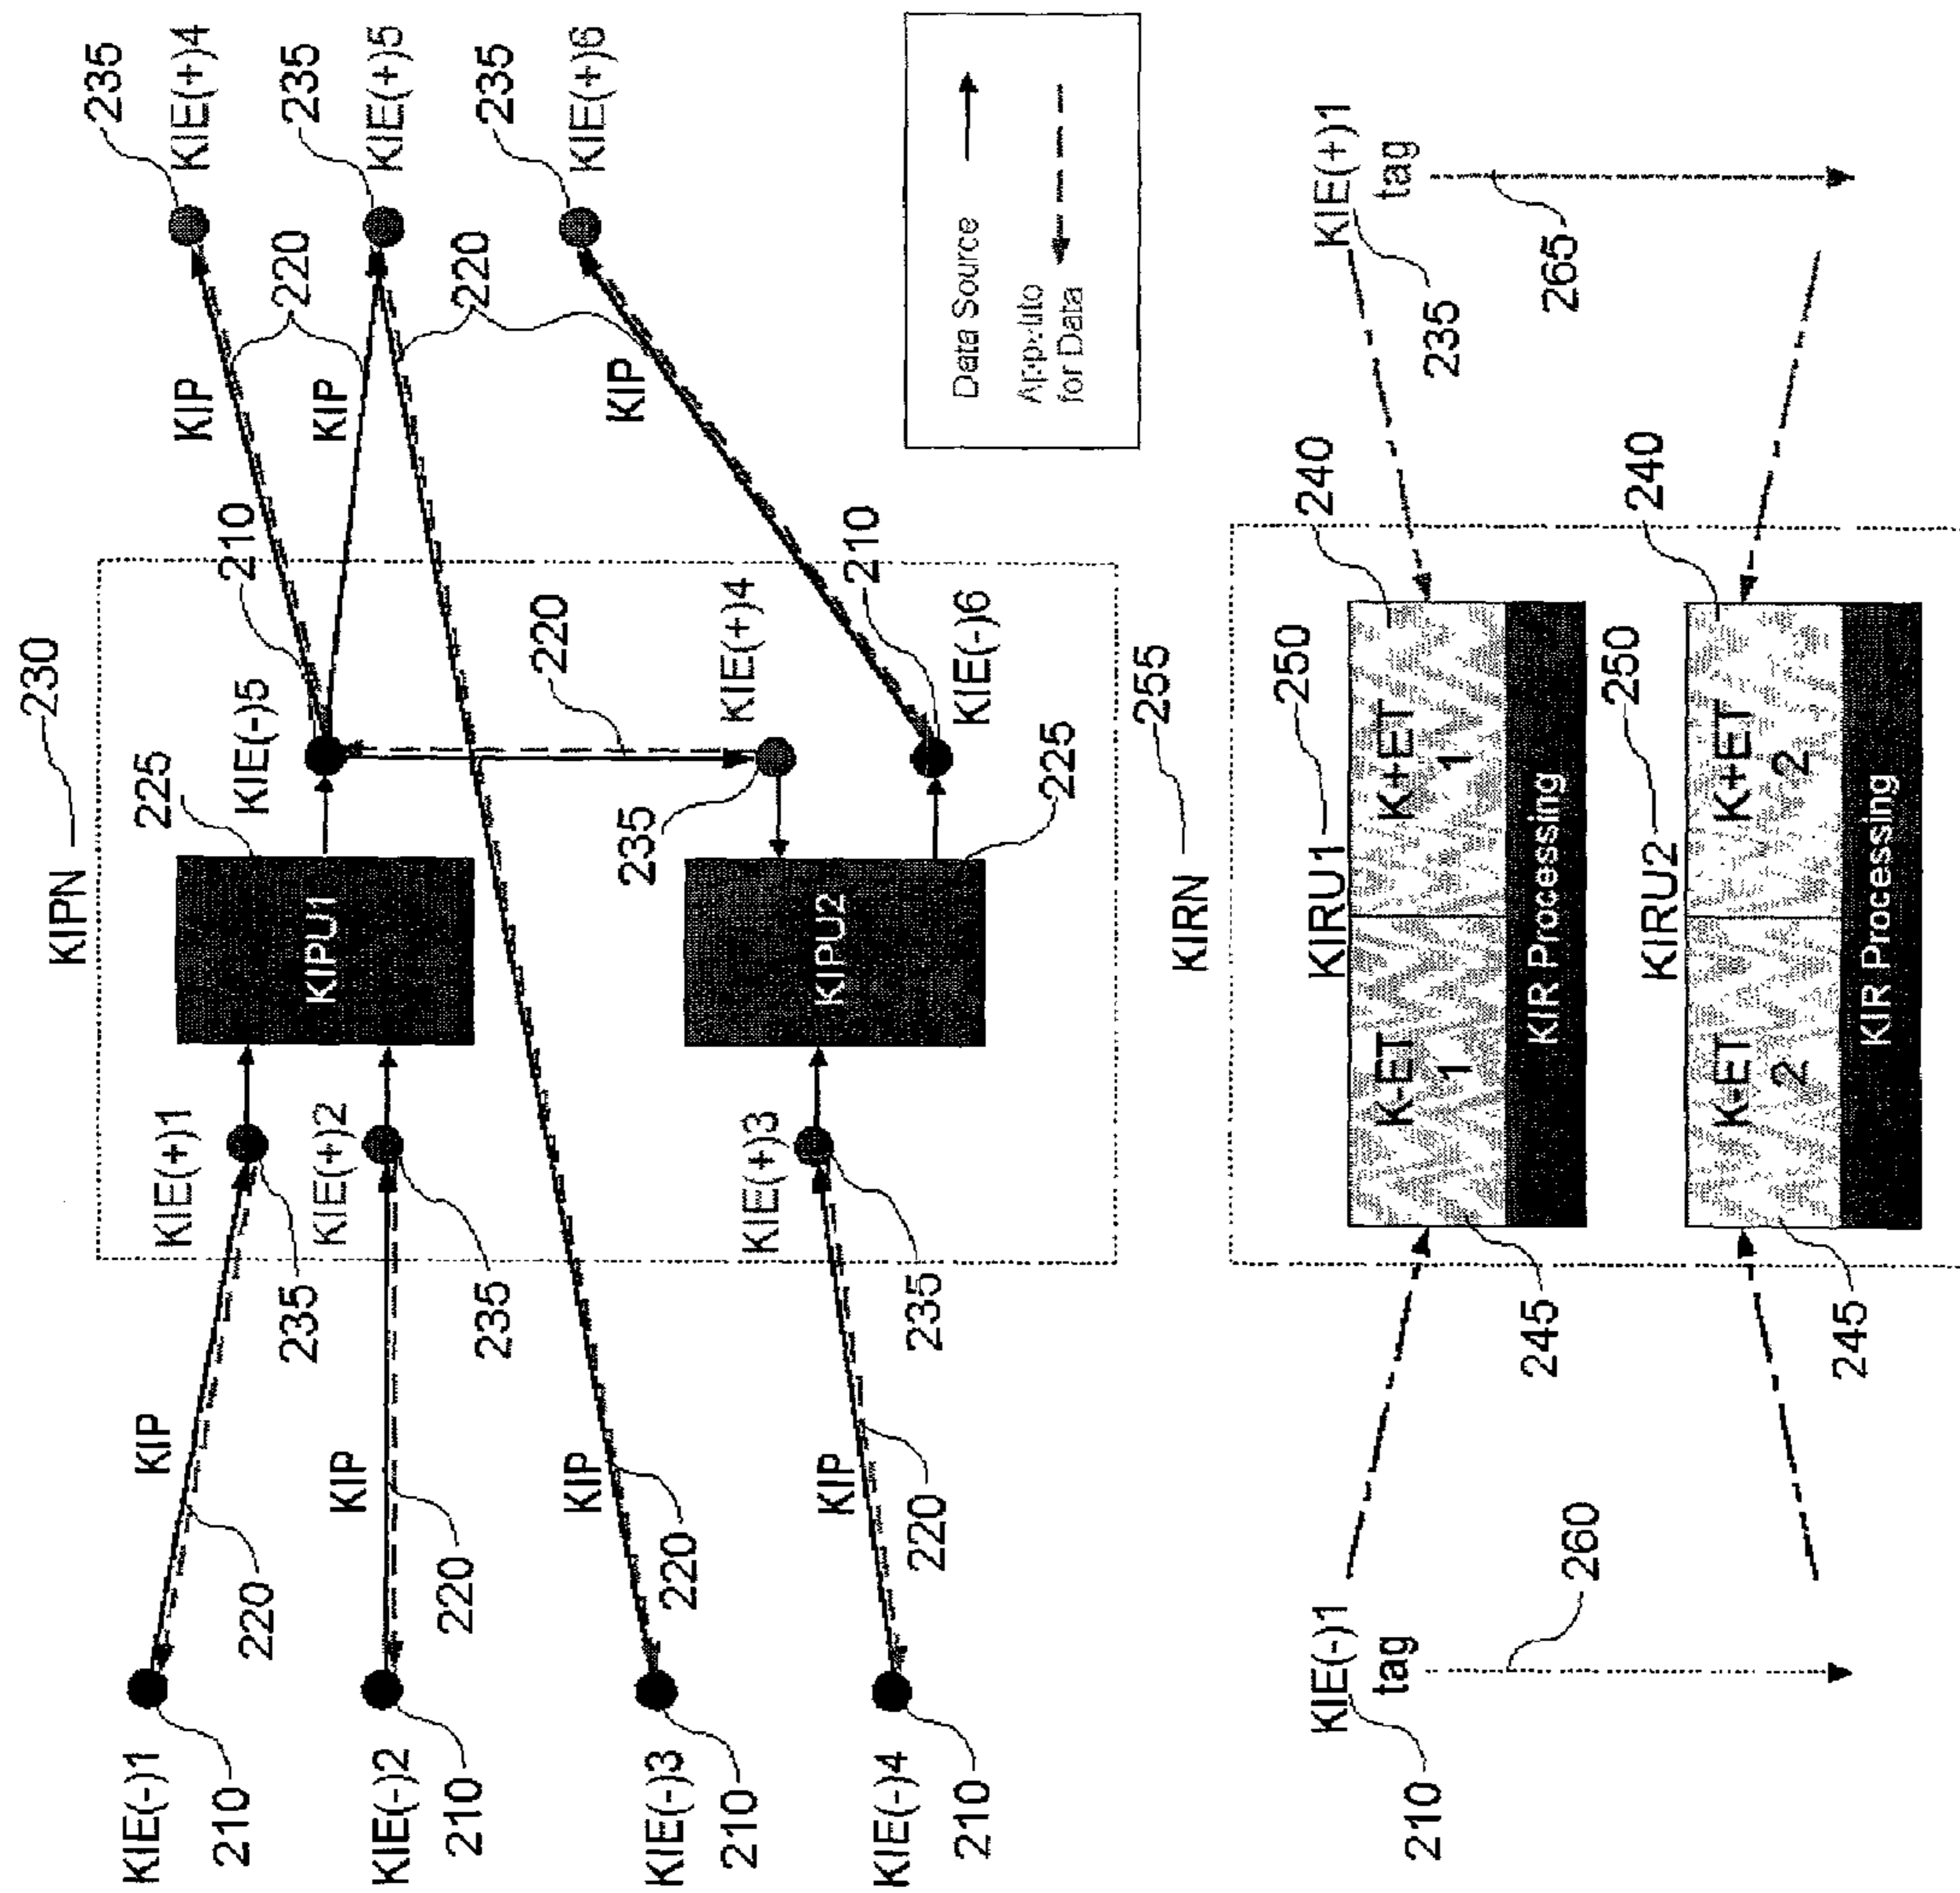 KIPN 230
KIE(-)1
210
KIP
220
KIE(+)1
235
KIPU1
225
KIE(-)5
210
KIP
220
235
KIE(+)4
KIE(-)2
210
KIP
220
KIE(+)2
235
KIP
235
KIE(+)5
KIE(-)3
210
KIP
220
220
220
235
KIE(+)6
KIE(-)4
210
KIP
220
KIE(+)3
235
KIPU2
225
235
KIE(+)4
KIE(-)6
210
KIP
Data Source
for Data
KIRN 255
KIE(-)1
tag
210
260
KIRU1 250
K-ET
1
K+ET
1
240
245
KIR Processing
KIE(+)1
tag
235
265
KIRU2 250
K-ET
2
K+ET
2
240
245
KIR Processing